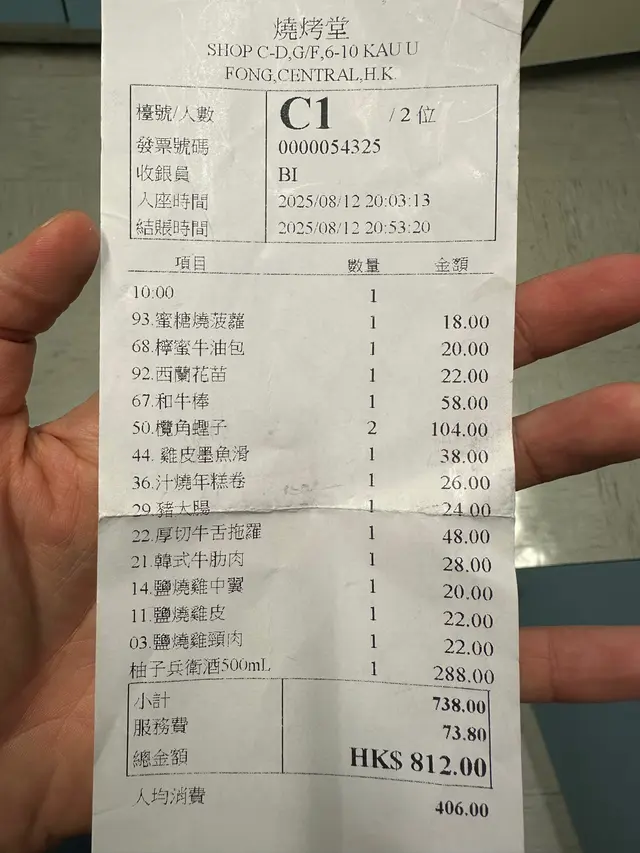 燒烤堂
SHOP C-D,G/F,6-10 KAU U
FONG,CENTRAL,H.K.
檯號/人數 C1 / 2 位
發票號碼 0000054325
收銀員 BI
入座時間 2025/08/12 20:03:13
結賬時間 2025/08/12 20:53:20
項目 數量 金額
10:00 1
93.蜜糖燒菠蘿 1 18.00
68.檸蜜牛油包 1 20.00
92.西蘭花苗 1 22.00
67.和牛棒 1 58.00
50.欖角蟶子 2 104.00
44. 雞皮墨魚滑 1 38.00
36.汁燒年糕卷 1 26.00
29.豬大腸 1 24.00
22.厚切牛舌拖羅 1 48.00
21.韓式牛肋肉 1 28.00
14.鹽燒雞中翼 1 20.00
11.鹽燒雞皮 1 22.00
03.鹽燒雞頸肉 1 22.00
柚子兵衛酒500mL 1 288.00
小計 738.00
服務費 73.80
總金額 HK$ 812.00
人均消費 406.00